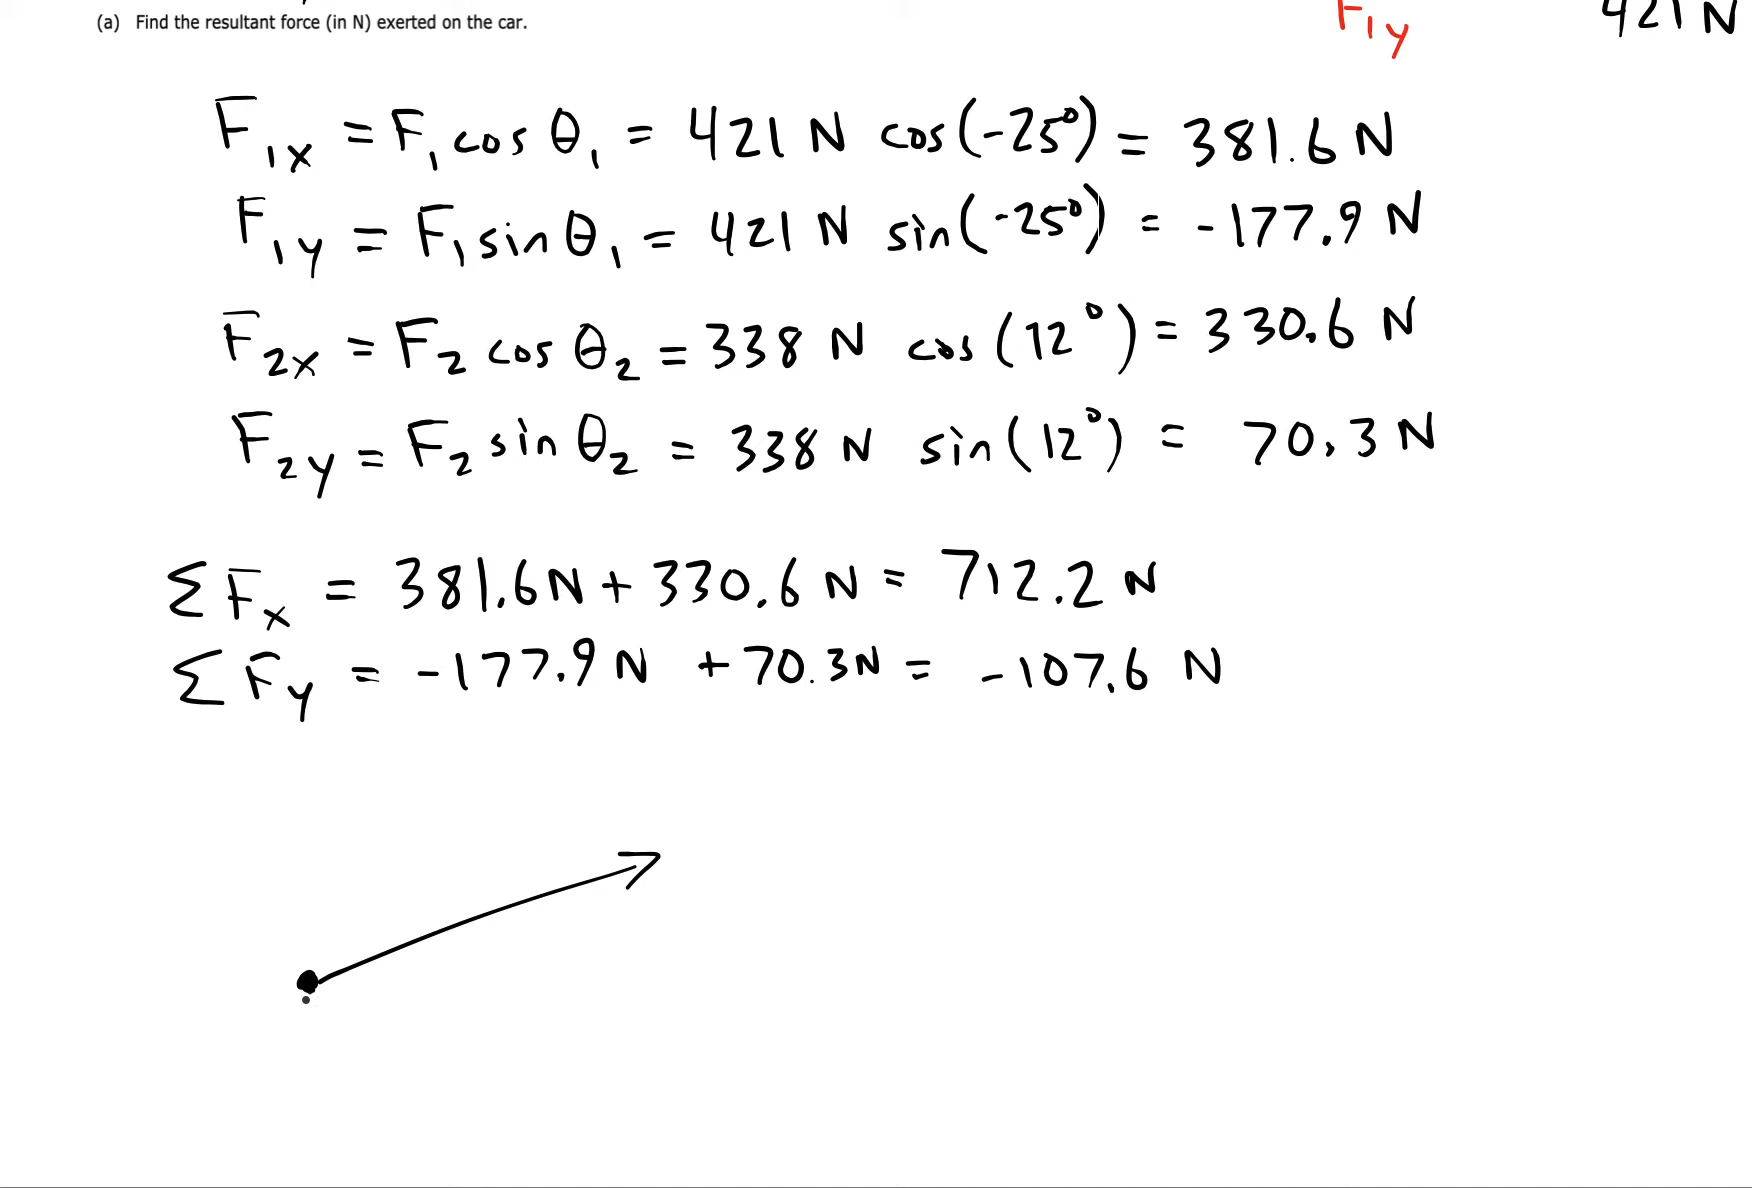 (a) Find the resultant force (in N) exerted on the car.
F1y 421 N
F1x = F1 cos θ1 = 421 N cos(-25°) = 381.6 N
F1y = F1 sin θ1 = 421 N sin(-25°) = -177.9 N
F2x = F2 cos θ2 = 338 N cos(12°) = 330.6 N
F2y = F2 sin θ2 = 338 N sin(12°) = 70.3 N
ΣFx = 381.6N + 330.6 N = 712.2 N
ΣFy = -177.9 N + 70.3N = -107.6 N